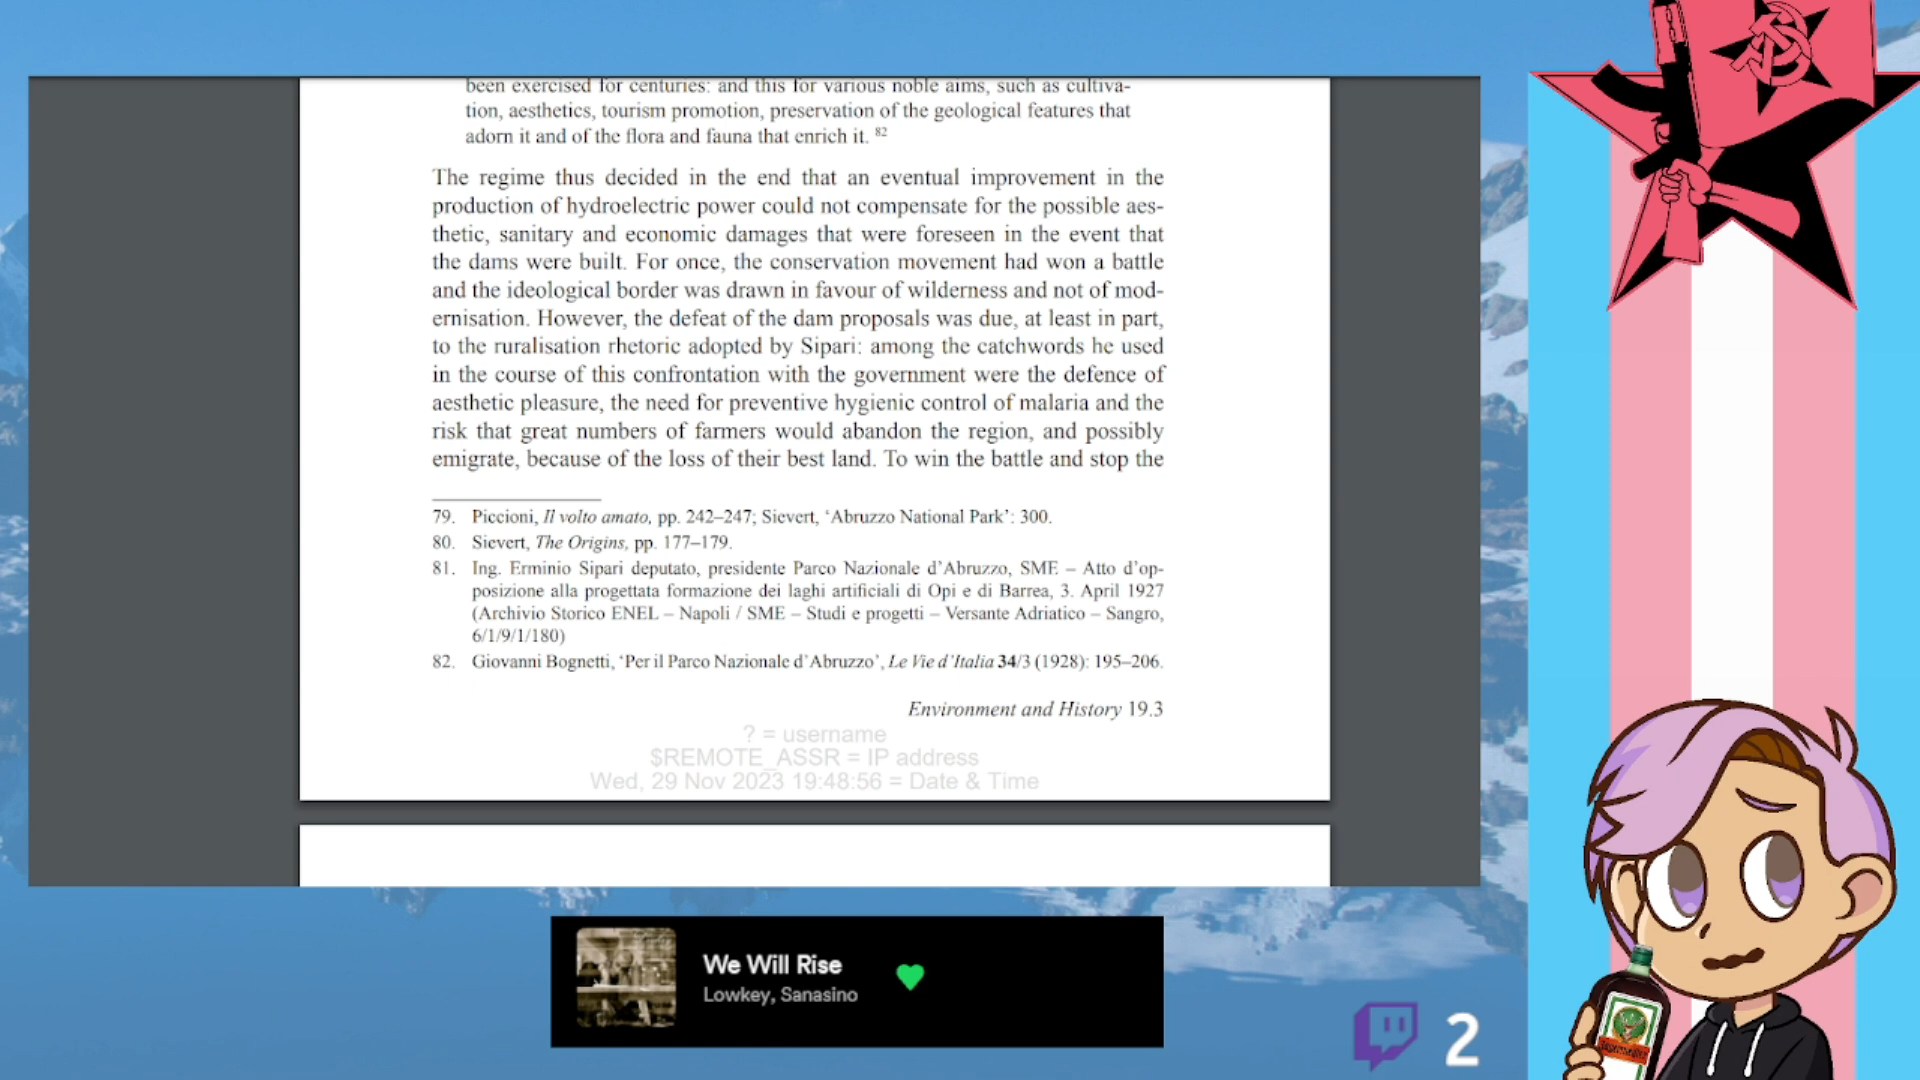 been exercised for centuries: and this for various noble aims, such as cultiva-
tion, aesthetics, tourism promotion, preservation of the geological features that
adorn it and of the flora and fauna that enrich it. 82
The regime thus decided in the end that an eventual improvement in the
production of hydroelectric power could not compensate for the possible aes-
thetic, sanitary and economic damages that were foreseen in the event that
the dams were built. For once, the conservation movement had won a battle
and the ideological border was drawn in favour of wilderness and not of mod-
ernisation. However, the defeat of the dam proposals was due, at least in part,
to the ruralisation rhetoric adopted by Sipari: among the catchwords he used
in the course of this confrontation with the government were the defence of
aesthetic pleasure, the need for preventive hygienic control of malaria and the
risk that great numbers of farmers would abandon the region, and possibly
emigrate, because of the loss of their best land. To win the battle and stop the
79. Piccioni, Il volto amato, pp. 242–247; Sievert, ‘Abruzzo National Park’: 300.
80. Sievert, The Origins, pp. 177–179.
81. Ing. Erminio Sipari deputato, presidente Parco Nazionale d’Abruzzo, SME – Atto d’op-
posizione alla progettata formazione dei laghi artificiali di Opi e di Barrea, 3. April 1927
(Archivio Storico ENEL – Napoli / SME – Studi e progetti – Versante Adriatico – Sangro,
6/1/9/1/180)
82. Giovanni Bognetti, ‘Per il Parco Nazionale d’Abruzzo’, Le Vie d’Italia 34/3 (1928): 195–206.
Environment and History 19.3
? = username
$REMOTE_ASSR = IP address
Wed, 29 Nov 2023 19:48:56 = Date & Time
We Will Rise
Lowkey, Sanasino
2
Jägermeister